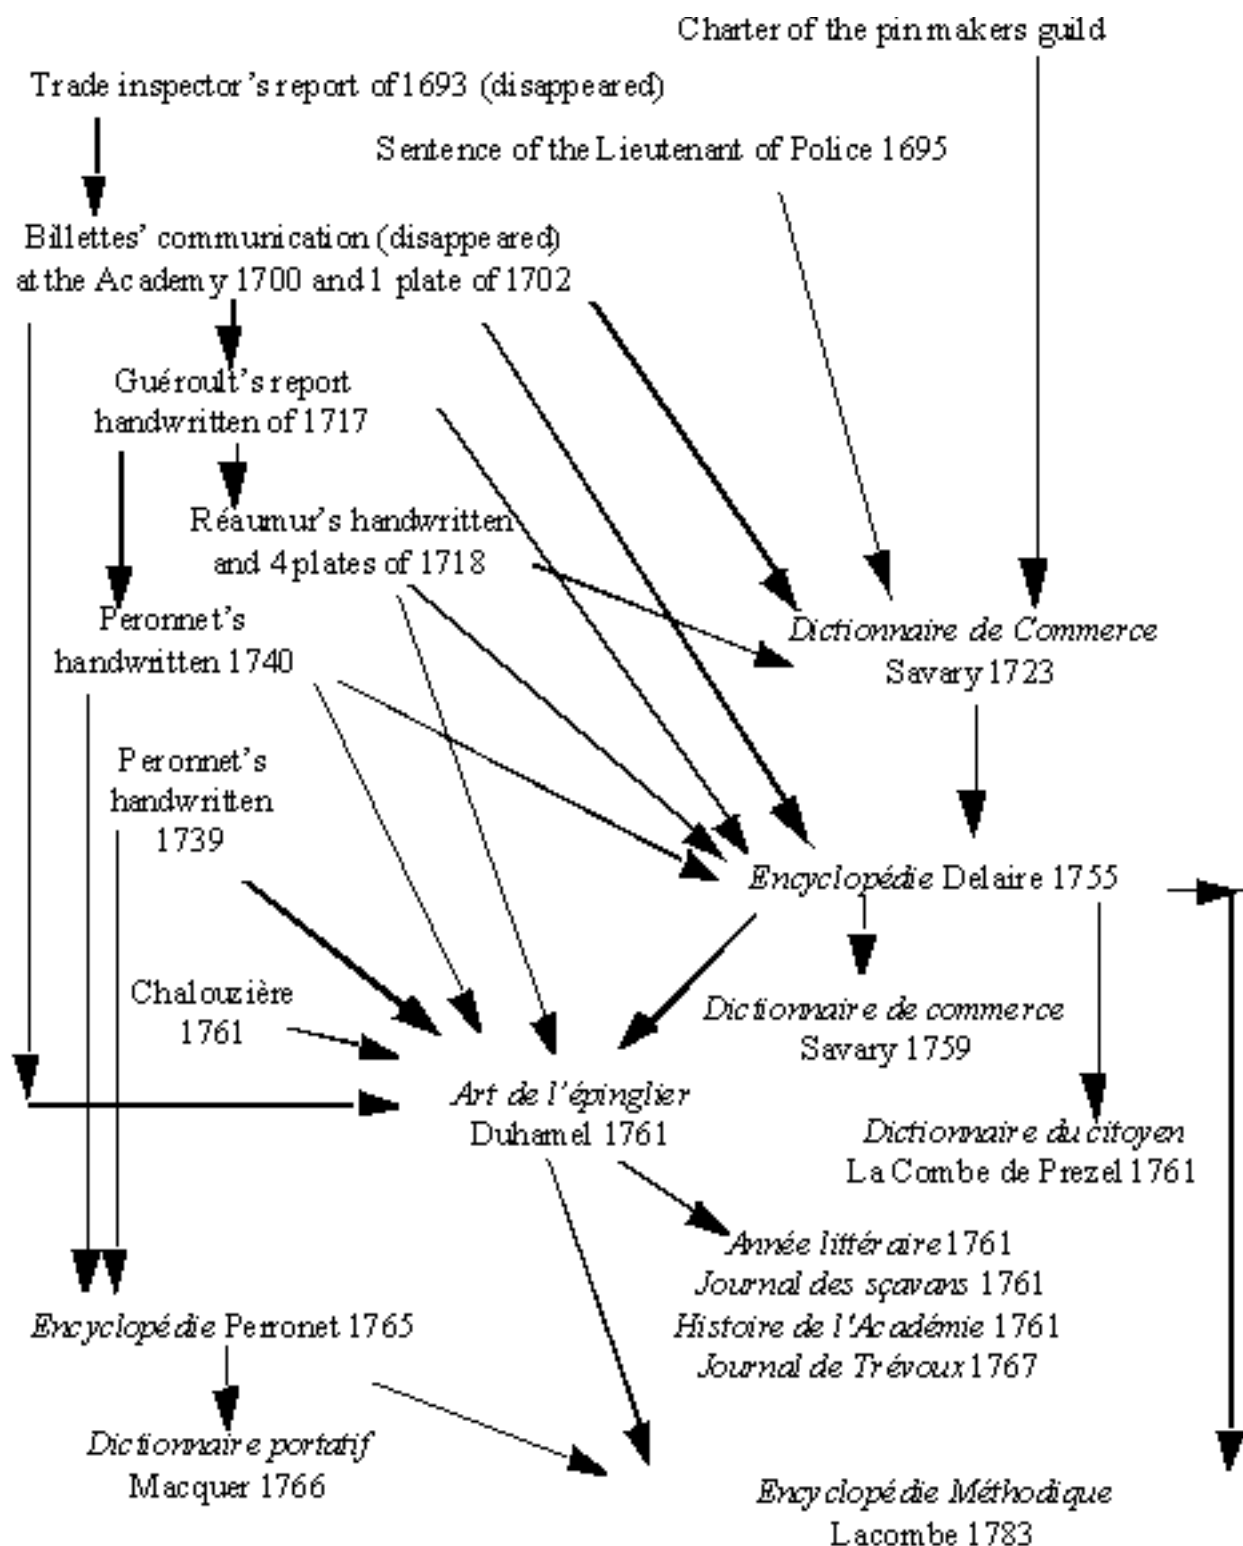 Charter of the pinmakers guild
Trade inspector's report of 1693 (disappeared)
Sentence of the Lieutenant of Police 1695
Billettes' communication (disappeared)
at the Academy 1700 and 1 plate of 1702
Guéroult's report
handwritten of 1717
Réaumur's handwritten
and 4 plates of 1718
Peronnet's
handwritten 1740
Dictionnaire de Commerce
Savary 1723
Peronnet's
handwritten
1739
Encyclopédie Delaire 1755
Chalouzière
1761
Dictionnaire de commerce
Savary 1759
Art de l'épinglier
Duhamel 1761
Dictionnaire du citoyen
La Combe de Prezel 1761
Année littéraire 1761
Journal des sçavans 1761
Histoire de l'Académie 1761
Journal de Trévoux 1767
Encyclopédie Perronet 1765
Dictionnaire portatif
Macquer 1766
Encyclopédie Méthodique
Lacombe 1783